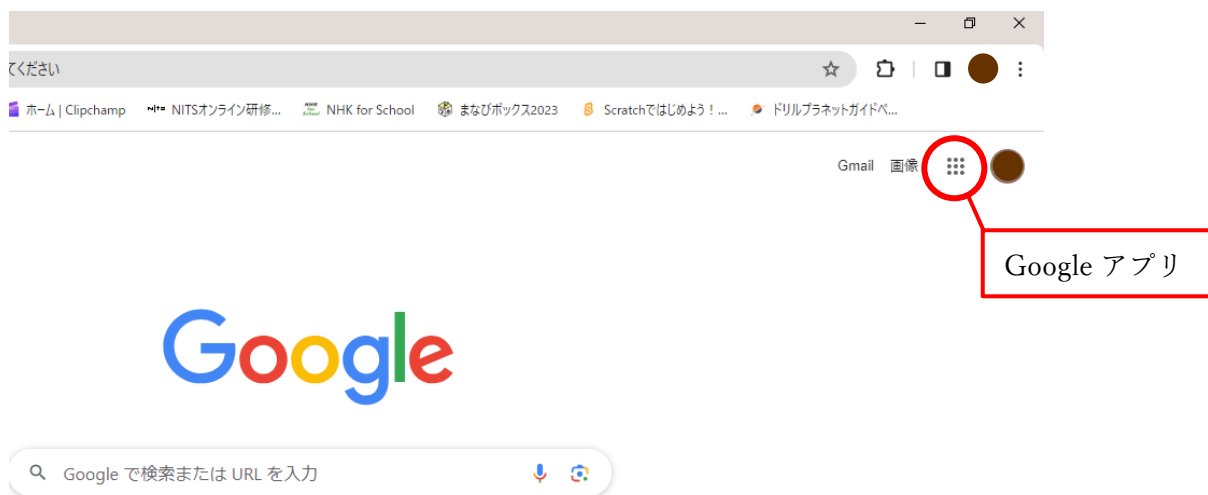 てください
ホーム | Clipchamp NITSオンライン研修... NHK for School まなびボックス2023 Scratchではじめよう！... ドリルプラネットガイドペ...
Gmail 画像
Google アプリ
Google
Google で検索または URL を入力